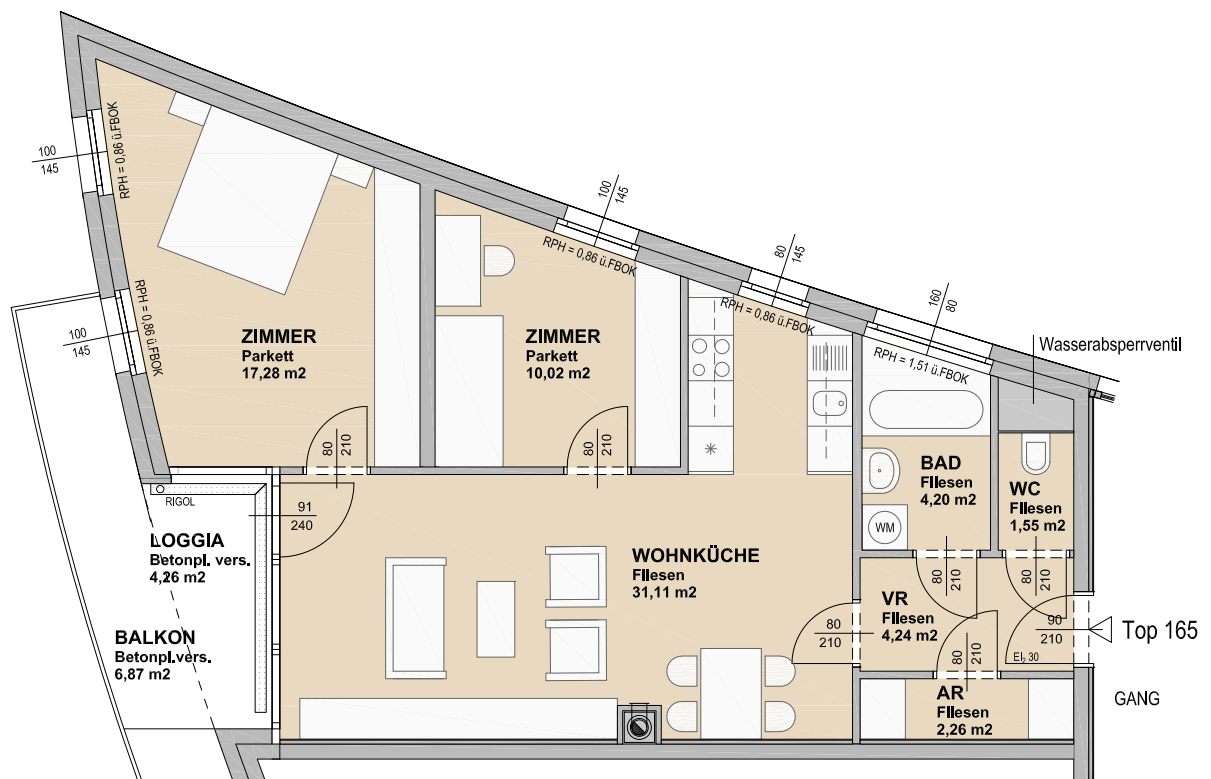 100
145
RPH = 0,86 ü.FBOK
100
145
RPH = 0,86 ü.FBOK
100
145
RPH = 0,86 ü.FBOK
80
145
RPH = 0,86 ü.FBOK
160
80
RPH = 1,51 ü.FBOK
Wasserabsperrventil
ZIMMER
Parkett
17,28 m2
ZIMMER
Parkett
10,02 m2
80
210
80
210
BAD
Fliesen
4,20 m2
WC
Fliesen
1,55 m2
WM
RIGOL
91
240
LOGGIA
Betonpl. vers.
4,26 m2
WOHNKÜCHE
Fliesen
31,11 m2
80
210
80
210
VR
Fliesen
4,24 m2
80
210
90
210
Top 165
BALKON
Betonpl.vers.
6,87 m2
80
210
EI₂ 30
AR
Fliesen
2,26 m2
GANG